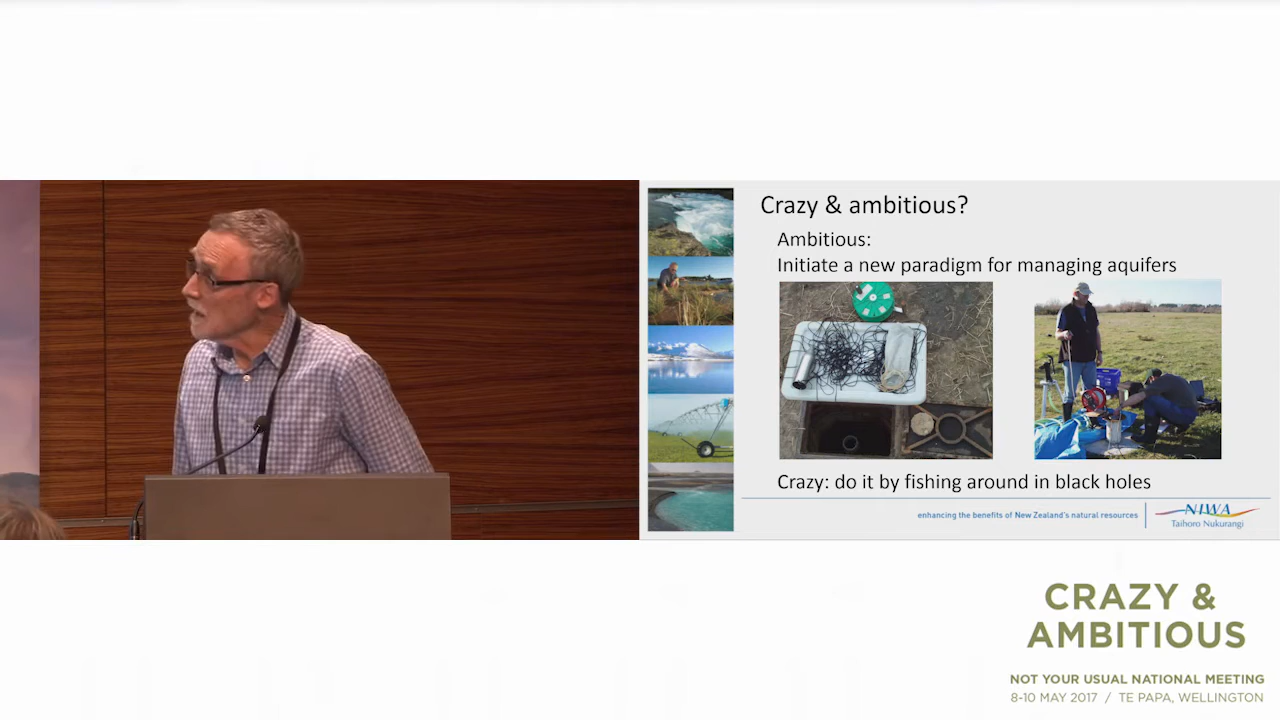 Crazy & ambitious?
Ambitious:
Initiate a new paradigm for managing aquifers
Crazy: do it by fishing around in black holes
enhancing the benefits of New Zealand's natural resources
NIWA
Taihoro Nukurangi
CRAZY &
AMBITIOUS
NOT YOUR USUAL NATIONAL MEETING
8-10 MAY 2017 / TE PAPA, WELLINGTON